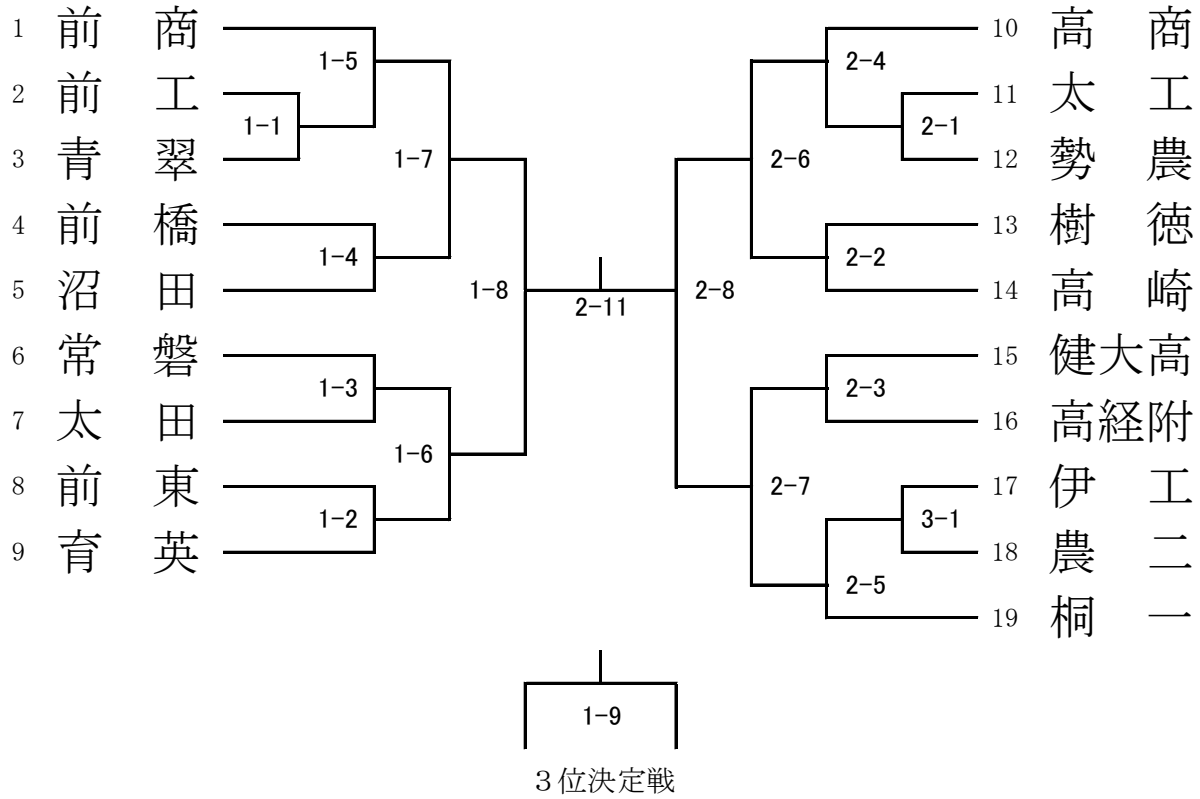 1 前 商
1-5
2 前 工
1-1
3 青 翠
1-7
4 前 橋
1-4
5 沼 田
1-8
6 常 磐
1-3
7 太 田
1-6
8 前 東
1-2
9 育 英
2-11
10 高 商
2-4
11 太 工
2-1
12 勢 農
2-6
13 樹 徳
2-2
14 高 崎
2-8
15 健大高
2-3
16 高経附
2-7
17 伊 工
3-1
18 農 二
2-5
19 桐 一
1-9
３位決定戦